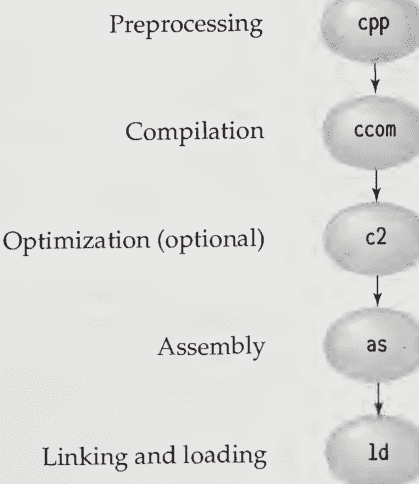 Preprocessing cpp
Compilation ccom
Optimization (optional) c2
Assembly as
Linking and loading ld